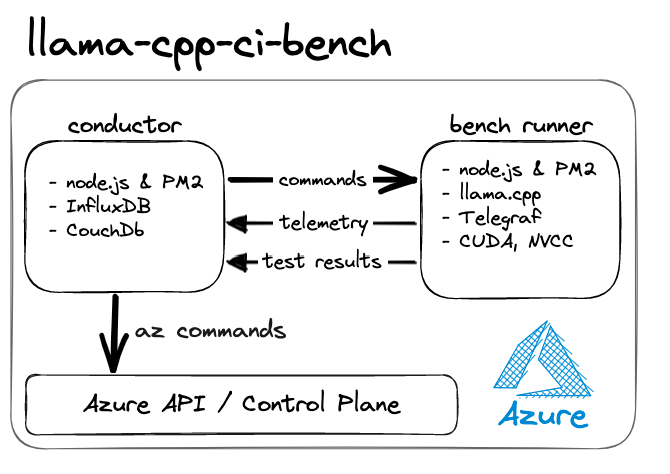 llama-cpp-ci-bench
conductor
- node.js & PM2
- InfluxDB
- CouchDb
bench runner
- node.js & PM2
- llama.cpp
- Telegraf
- CUDA, NVCC
commands
telemetry
test results
az commands
Azure API / Control Plane
Azure